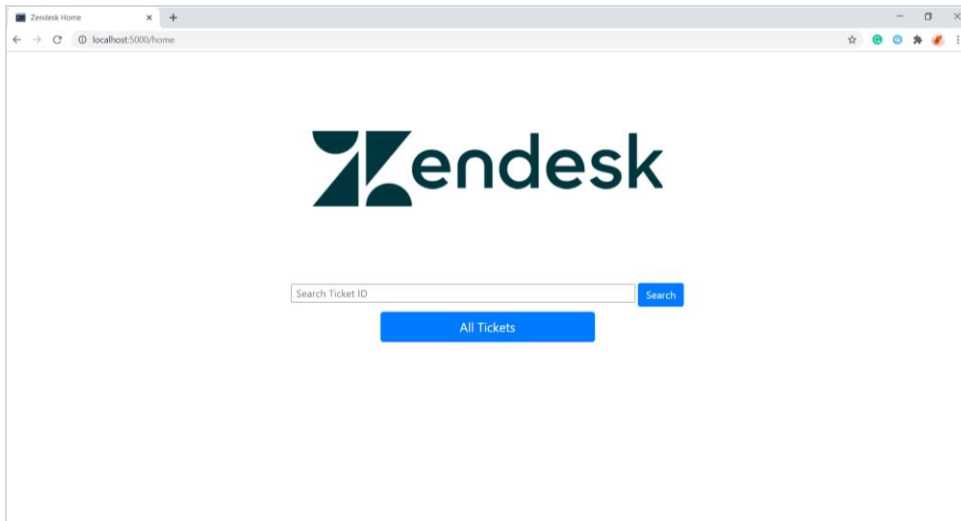 Zendesk Home
localhost:5000/home
Zendesk
Search Ticket ID
Search
All Tickets